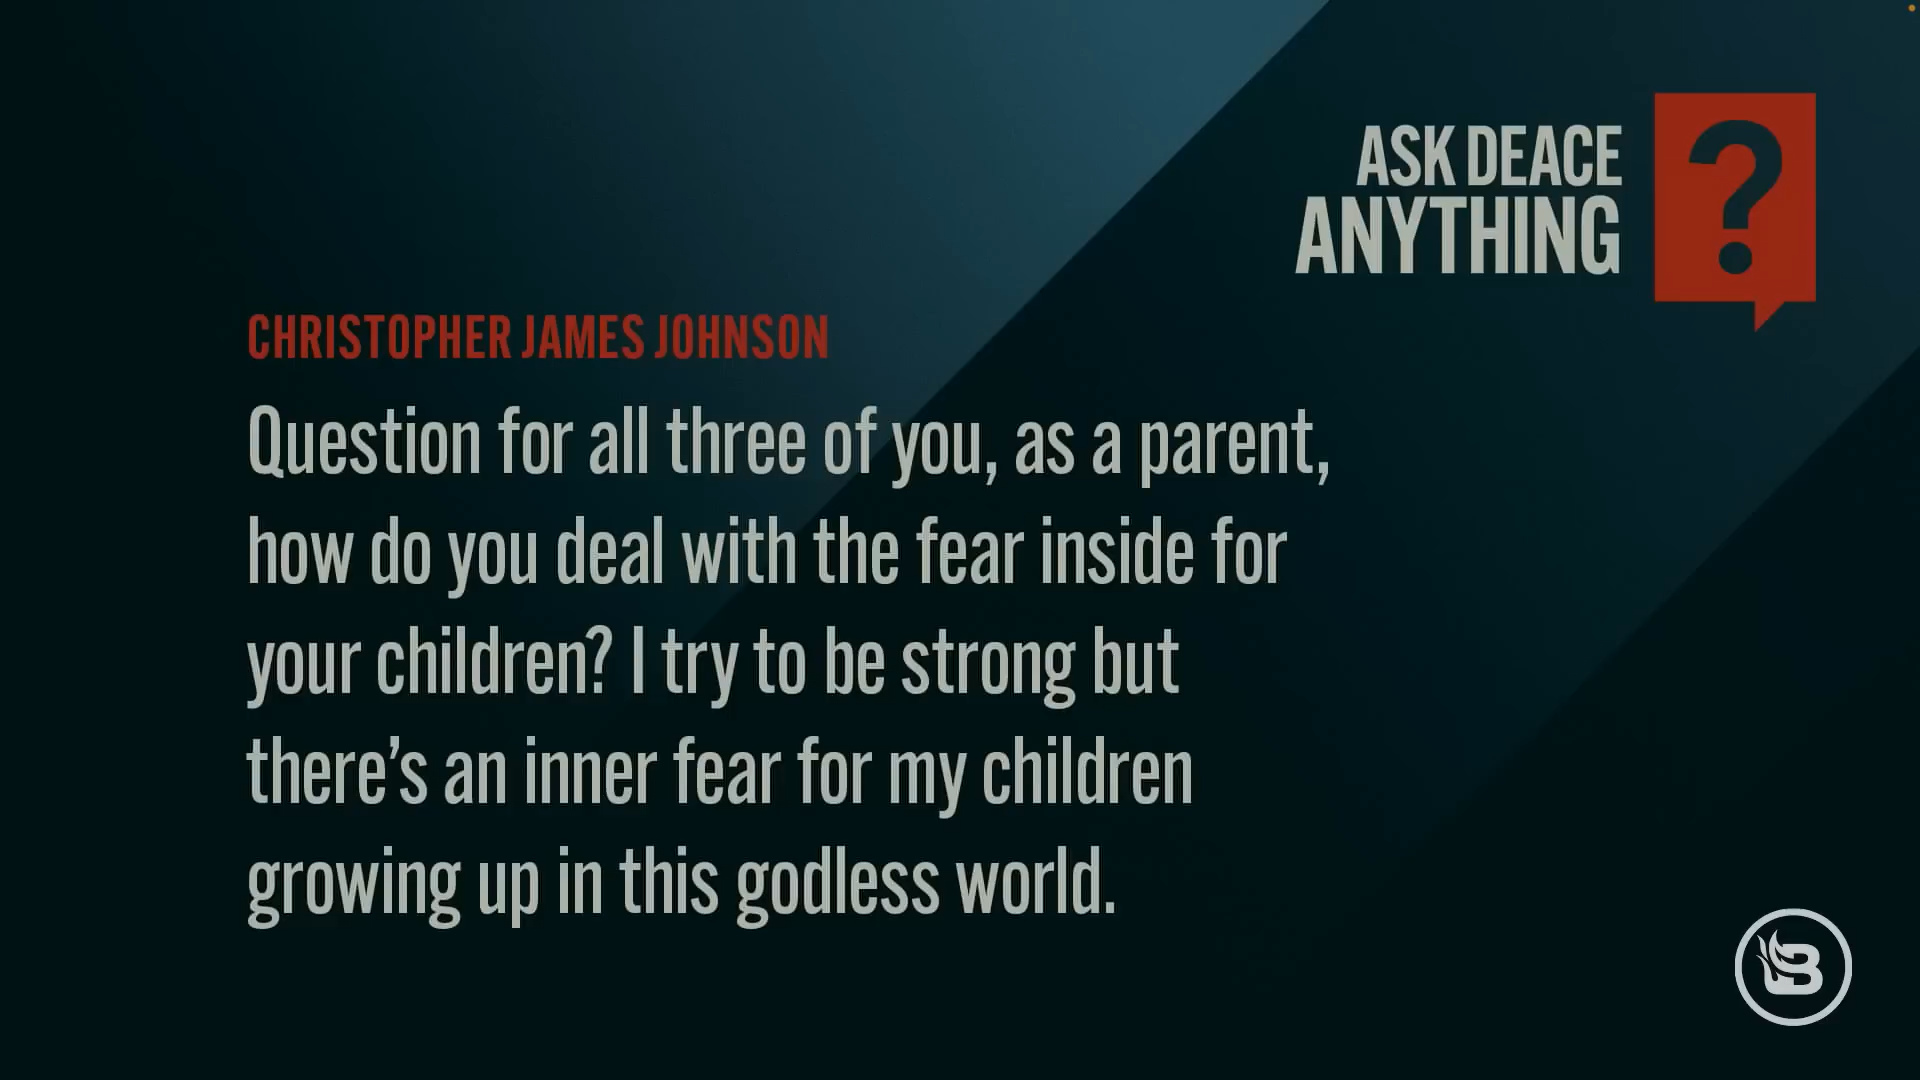 ASK DEACE
ANYTHING
?
CHRISTOPHER JAMES JOHNSON
Question for all three of you, as a parent,
how do you deal with the fear inside for
your children? I try to be strong but
there’s an inner fear for my children
growing up in this godless world.
B